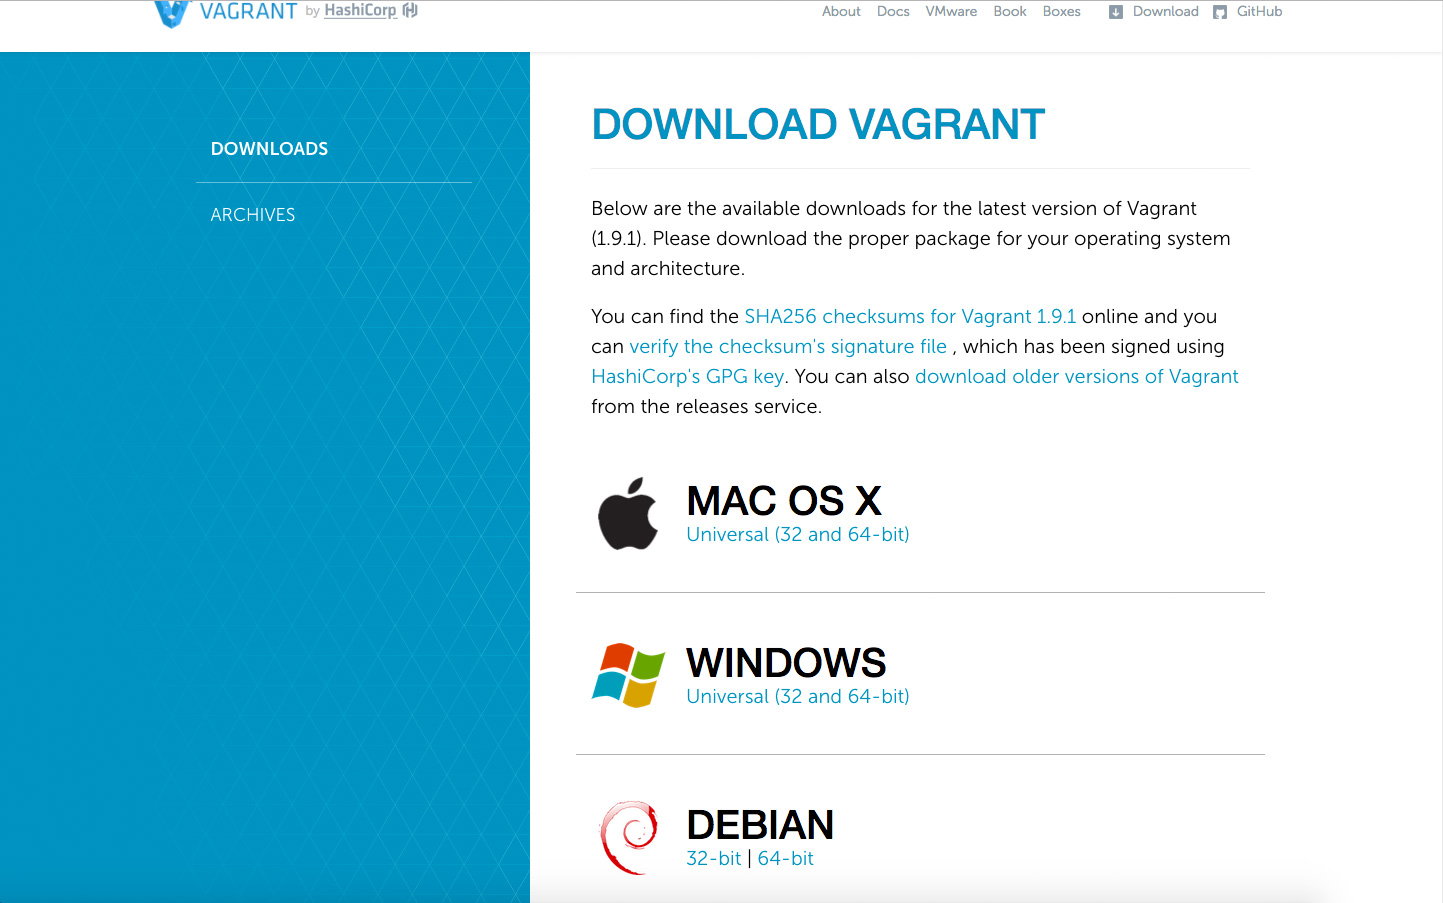 VAGRANT by HashiCorp
About Docs VMware Book Boxes Download GitHub
DOWNLOADS
ARCHIVES
DOWNLOAD VAGRANT
Below are the available downloads for the latest version of Vagrant
(1.9.1). Please download the proper package for your operating system
and architecture.
You can find the SHA256 checksums for Vagrant 1.9.1 online and you
can verify the checksum's signature file , which has been signed using
HashiCorp's GPG key. You can also download older versions of Vagrant
from the releases service.
MAC OS X
Universal (32 and 64-bit)
WINDOWS
Universal (32 and 64-bit)
DEBIAN
32-bit | 64-bit